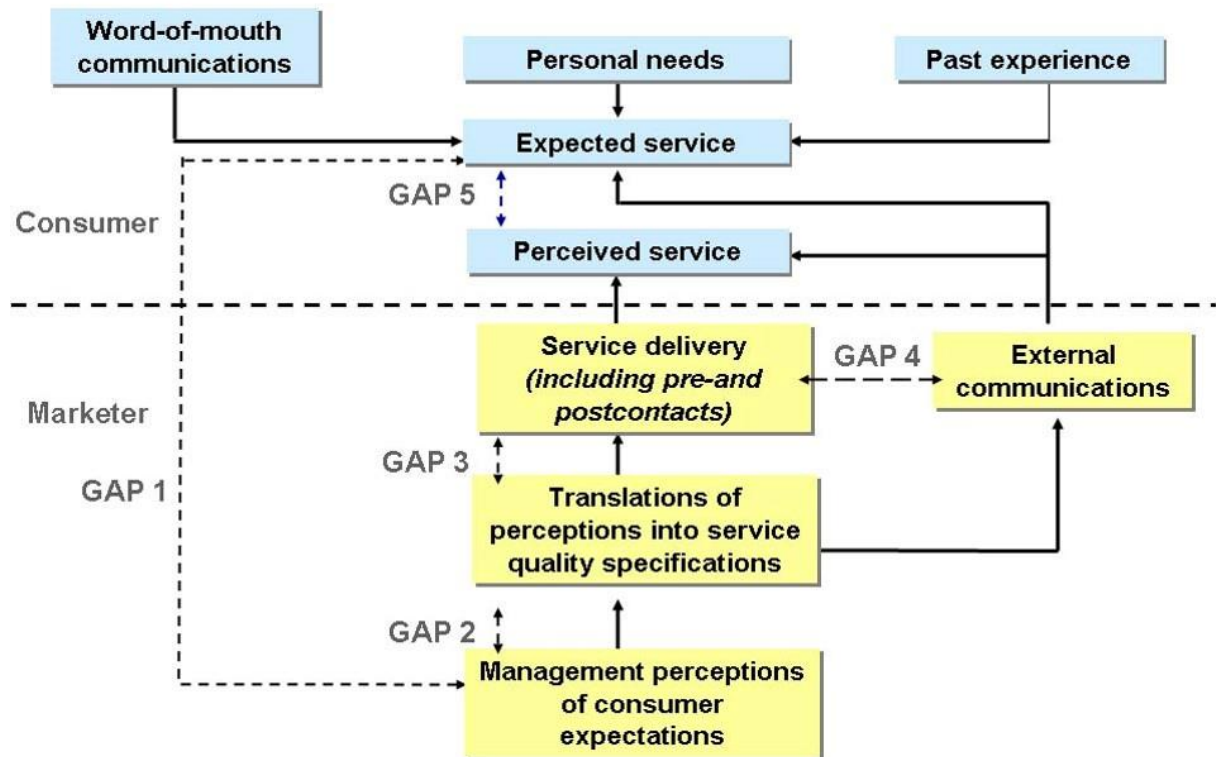 Word-of-mouth
communications
Personal needs
Past experience
Expected service
GAP 5
Consumer
Perceived service
Service delivery
(including pre-and
postcontacts)
GAP 4
External
communications
Marketer
GAP 3
GAP 1
Translations of
perceptions into service
quality specifications
GAP 2
Management perceptions
of consumer
expectations